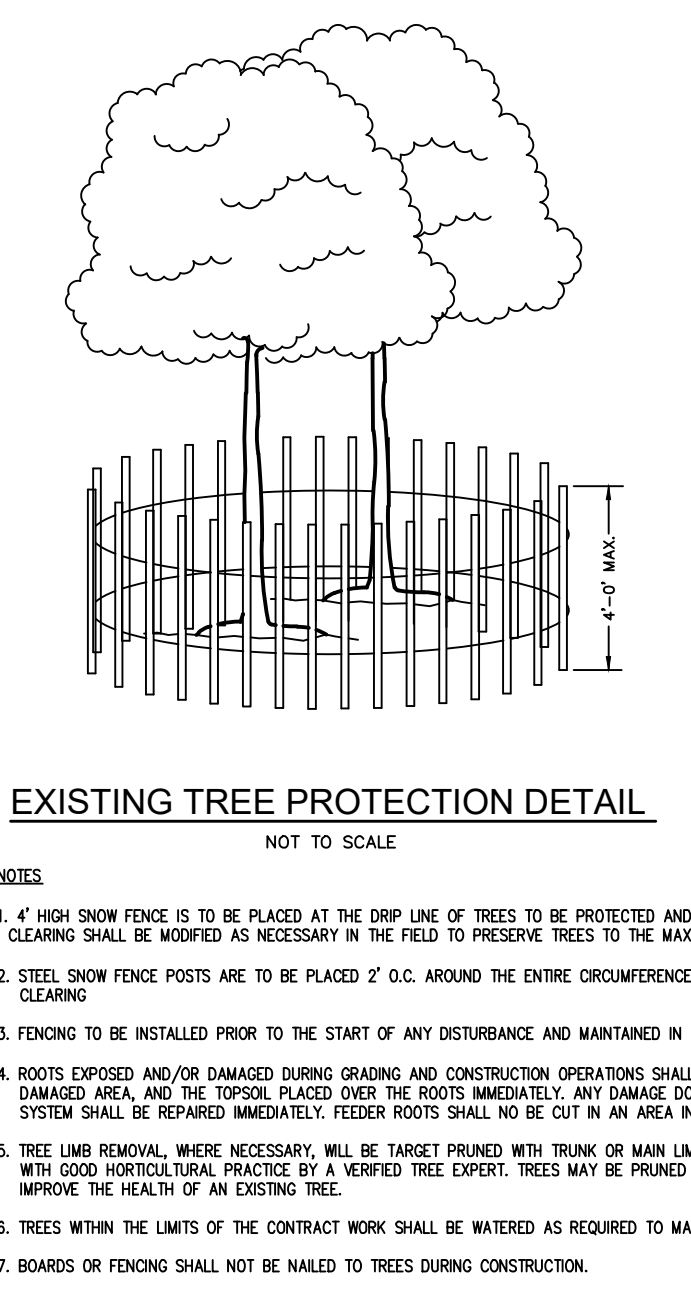 4'-0' MAX.
EXISTING TREE PROTECTION DETAIL
NOT TO SCALE
NOTES
1. 4' HIGH SNOW FENCE IS TO BE PLACED AT THE DRIP LINE OF TREES TO BE PROTECTED AND
CLEARING SHALL BE MODIFIED AS NECESSARY IN THE FIELD TO PRESERVE TREES TO THE MAX
2. STEEL SNOW FENCE POSTS ARE TO BE PLACED 2' O.C. AROUND THE ENTIRE CIRCUMFERENCE
CLEARING
3. FENCING TO BE INSTALLED PRIOR TO THE START OF ANY DISTURBANCE AND MAINTAINED IN
4. ROOTS EXPOSED AND/OR DAMAGED DURING GRADING AND CONSTRUCTION OPERATIONS SHALL
DAMAGED AREA, AND THE TOPSOIL PLACED OVER THE ROOTS IMMEDIATELY. ANY DAMAGE DO
SYSTEM SHALL BE REPAIRED IMMEDIATELY. FEEDER ROOTS SHALL NO BE CUT IN AN AREA IN
5. TREE LIMB REMOVAL, WHERE NECESSARY, WILL BE TARGET PRUNED WITH TRUNK OR MAIN LIM
WITH GOOD HORTICULTURAL PRACTICE BY A VERIFIED TREE EXPERT. TREES MAY BE PRUNED
IMPROVE THE HEALTH OF AN EXISTING TREE.
6. TREES WITHIN THE LIMITS OF THE CONTRACT WORK SHALL BE WATERED AS REQUIRED TO MA
7. BOARDS OR FENCING SHALL NOT BE NAILED TO TREES DURING CONSTRUCTION.